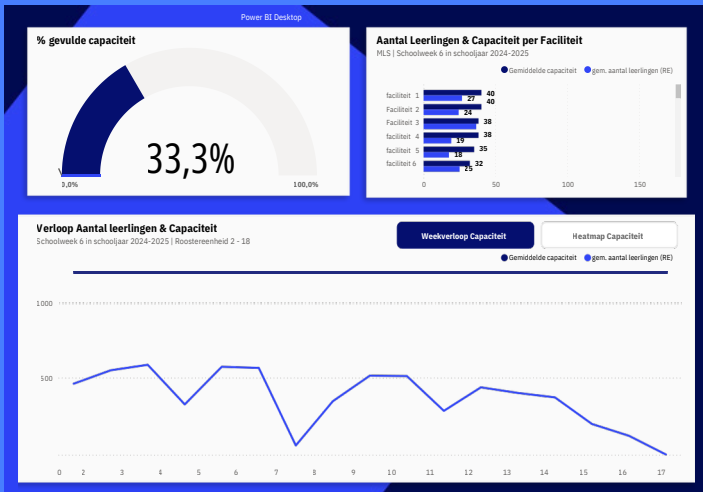 Power BI Desktop
% gevulde capaciteit
33,3%
0,0%
100,0%
Aantal Leerlingen & Capaciteit per Faciliteit
MLS | Schoolweek 6 in schooljaar 2024-2025
Gemiddelde capaciteit gem. aantal leerlingen (RE)
faciliteit 1 40
27
Faciliteit 2 40
24
Faciliteit 3 38
faciliteit 4 38
19
faciliteit 5 35
18
faciliteit 6 32
25
0 50 100 150
Verloop Aantal leerlingen & Capaciteit
Schoolweek 6 in schooljaar 2024-2025 | Roostereenheid 2 - 18
Weekverloop Capaciteit
Heatmap Capaciteit
Gemiddelde capaciteit gem. aantal leerlingen (RE)
1000
500
0 2 3 4 5 6 7 8 9 10 11 12 13 14 15 16 17